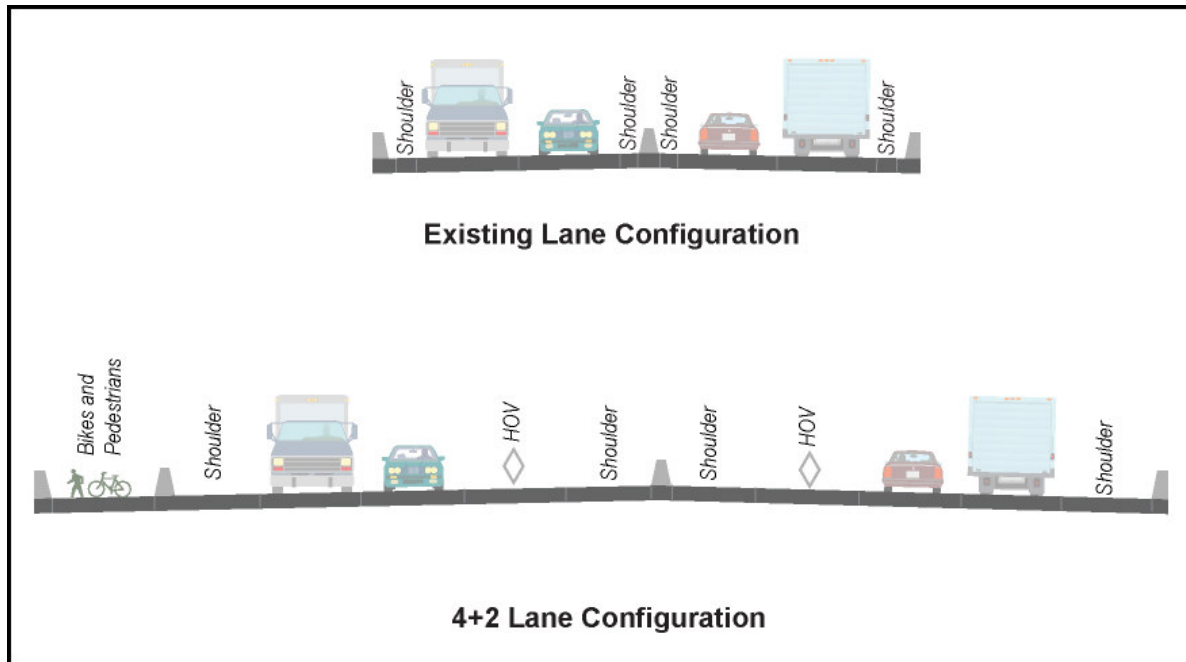 Shoulder
Shoulder
Shoulder
Shoulder
Existing Lane Configuration
Bikes and
Pedestrians
Shoulder
HOV
Shoulder
Shoulder
HOV
Shoulder
4+2 Lane Configuration